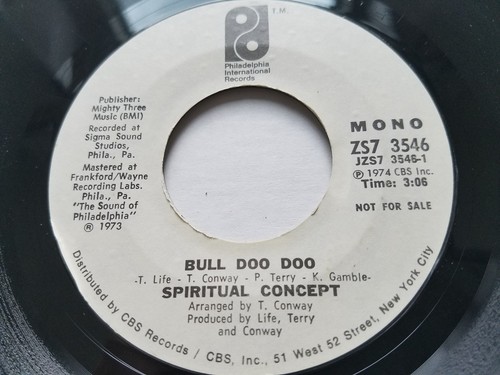 T.M.
Philadelphia
International
Records
Publisher:
Mighty Three
Music (BMI)
Recorded at
Sigma Sound
Studios,
Phila., Pa.
Mastered at
Frankford/Wayne
Recording Labs.
Phila., Pa.
"The Sound of
Philadelphia"
® 1973
MONO
ZS7 3546
JZS7 3546-1
℗ 1974 CBS Inc.
Time: 3:06
NOT FOR SALE
BULL DOO DOO
-T. Life - T. Conway - P. Terry - K. Gamble-
SPIRITUAL CONCEPT
Arranged by T. Conway
Produced by Life, Terry
and Conway
Distributed by CBS Records / CBS, Inc., 51 West 52 Street, New York City